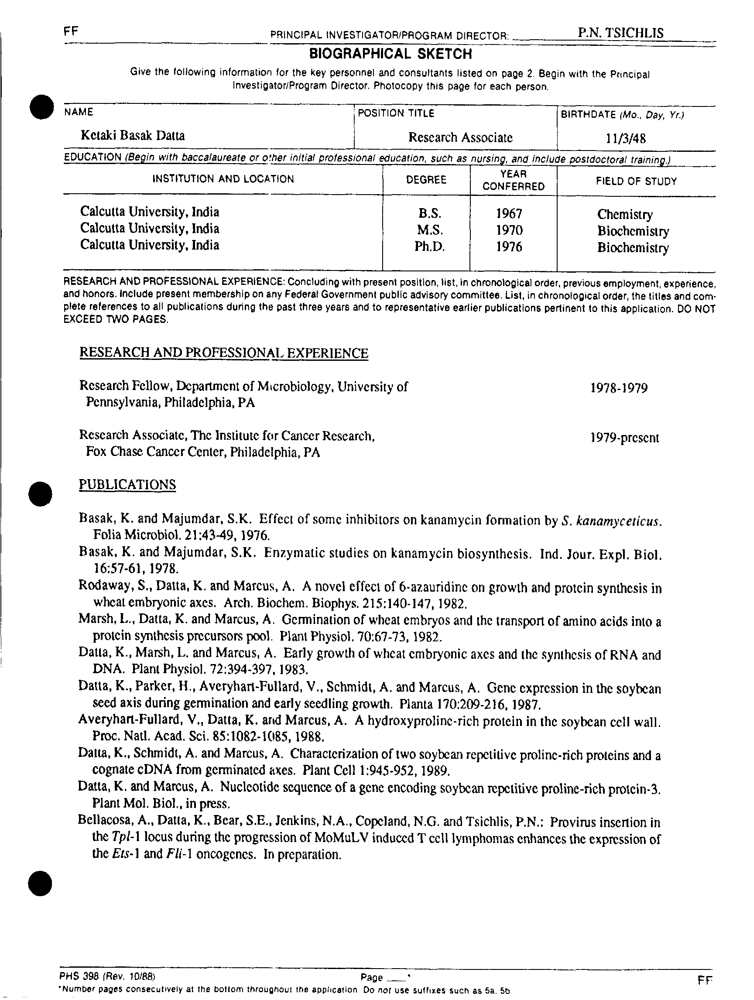 FF
PRINCIPAL INVESTIGATOR/PROGRAM DIRECTOR: P.N. TSICHLIS
BIOGRAPHICAL SKETCH
Give the following information for the key personnel and consultants listed on page 2. Begin with the Principal
Investigator/Program Director. Photocopy this page for each person.
NAME POSITION TITLE BIRTHDATE (Mo., Day, Yr.)
Ketaki Basak Datta Research Associate 11/3/48
EDUCATION (Begin with baccalaureate or other initial professional education, such as nursing, and include postdoctoral training.)
INSTITUTION AND LOCATION DEGREE YEAR CONFERRED FIELD OF STUDY
Calcutta University, India B.S. 1967 Chemistry
Calcutta University, India M.S. 1970 Biochemistry
Calcutta University, India Ph.D. 1976 Biochemistry
RESEARCH AND PROFESSIONAL EXPERIENCE: Concluding with present position, list, in chronological order, previous employment, experience,
and honors. Include present membership on any Federal Government public advisory committee. List, in chronological order, the titles and com-
plete references to all publications during the past three years and to representative earlier publications pertinent to this application. DO NOT
EXCEED TWO PAGES.
RESEARCH AND PROFESSIONAL EXPERIENCE
Research Fellow, Department of Microbiology, University of 1978-1979
Pennsylvania, Philadelphia, PA
Research Associate, The Institute for Cancer Research, 1979-present
Fox Chase Cancer Center, Philadelphia, PA
PUBLICATIONS
Basak, K. and Majumdar, S.K. Effect of some inhibitors on kanamycin formation by S. kanamyceticus.
Folia Microbiol. 21:43-49, 1976.
Basak, K. and Majumdar, S.K. Enzymatic studies on kanamycin biosynthesis. Ind. Jour. Expl. Biol.
16:57-61, 1978.
Rodaway, S., Datta, K. and Marcus, A. A novel effect of 6-azauridine on growth and protein synthesis in
wheat embryonic axes. Arch. Biochem. Biophys. 215:140-147, 1982.
Marsh, L., Datta, K. and Marcus, A. Germination of wheat embryos and the transport of amino acids into a
protein synthesis precursors pool. Plant Physiol. 70:67-73, 1982.
Datta, K., Marsh, L. and Marcus, A. Early growth of wheat embryonic axes and the synthesis of RNA and
DNA. Plant Physiol. 72:394-397, 1983.
Datta, K., Parker, H., Averyhart-Fullard, V., Schmidt, A. and Marcus, A. Gene expression in the soybean
seed axis during germination and early seedling growth. Planta 170:209-216, 1987.
Averyhart-Fullard, V., Datta, K. and Marcus, A. A hydroxyproline-rich protein in the soybean cell wall.
Proc. Natl. Acad. Sci. 85:1082-1085, 1988.
Datta, K., Schmidt, A. and Marcus, A. Characterization of two soybean repetitive proline-rich proteins and a
cognate cDNA from germinated axes. Plant Cell 1:945-952, 1989.
Datta, K. and Marcus, A. Nucleotide sequence of a gene encoding soybean repetitive proline-rich protein-3.
Plant Mol. Biol., in press.
Bellacosa, A., Datta, K., Bear, S.E., Jenkins, N.A., Copeland, N.G. and Tsichlis, P.N.: Provirus insertion in
the Tpl-1 locus during the progression of MoMuLV induced T cell lymphomas enhances the expression of
the Ets-1 and Fli-1 oncogenes. In preparation.
PHS 398 (Rev. 10/88) Page ___* FF
*Number pages consecutively at the bottom throughout the application. Do not use suffixes such as 5a, 5b.